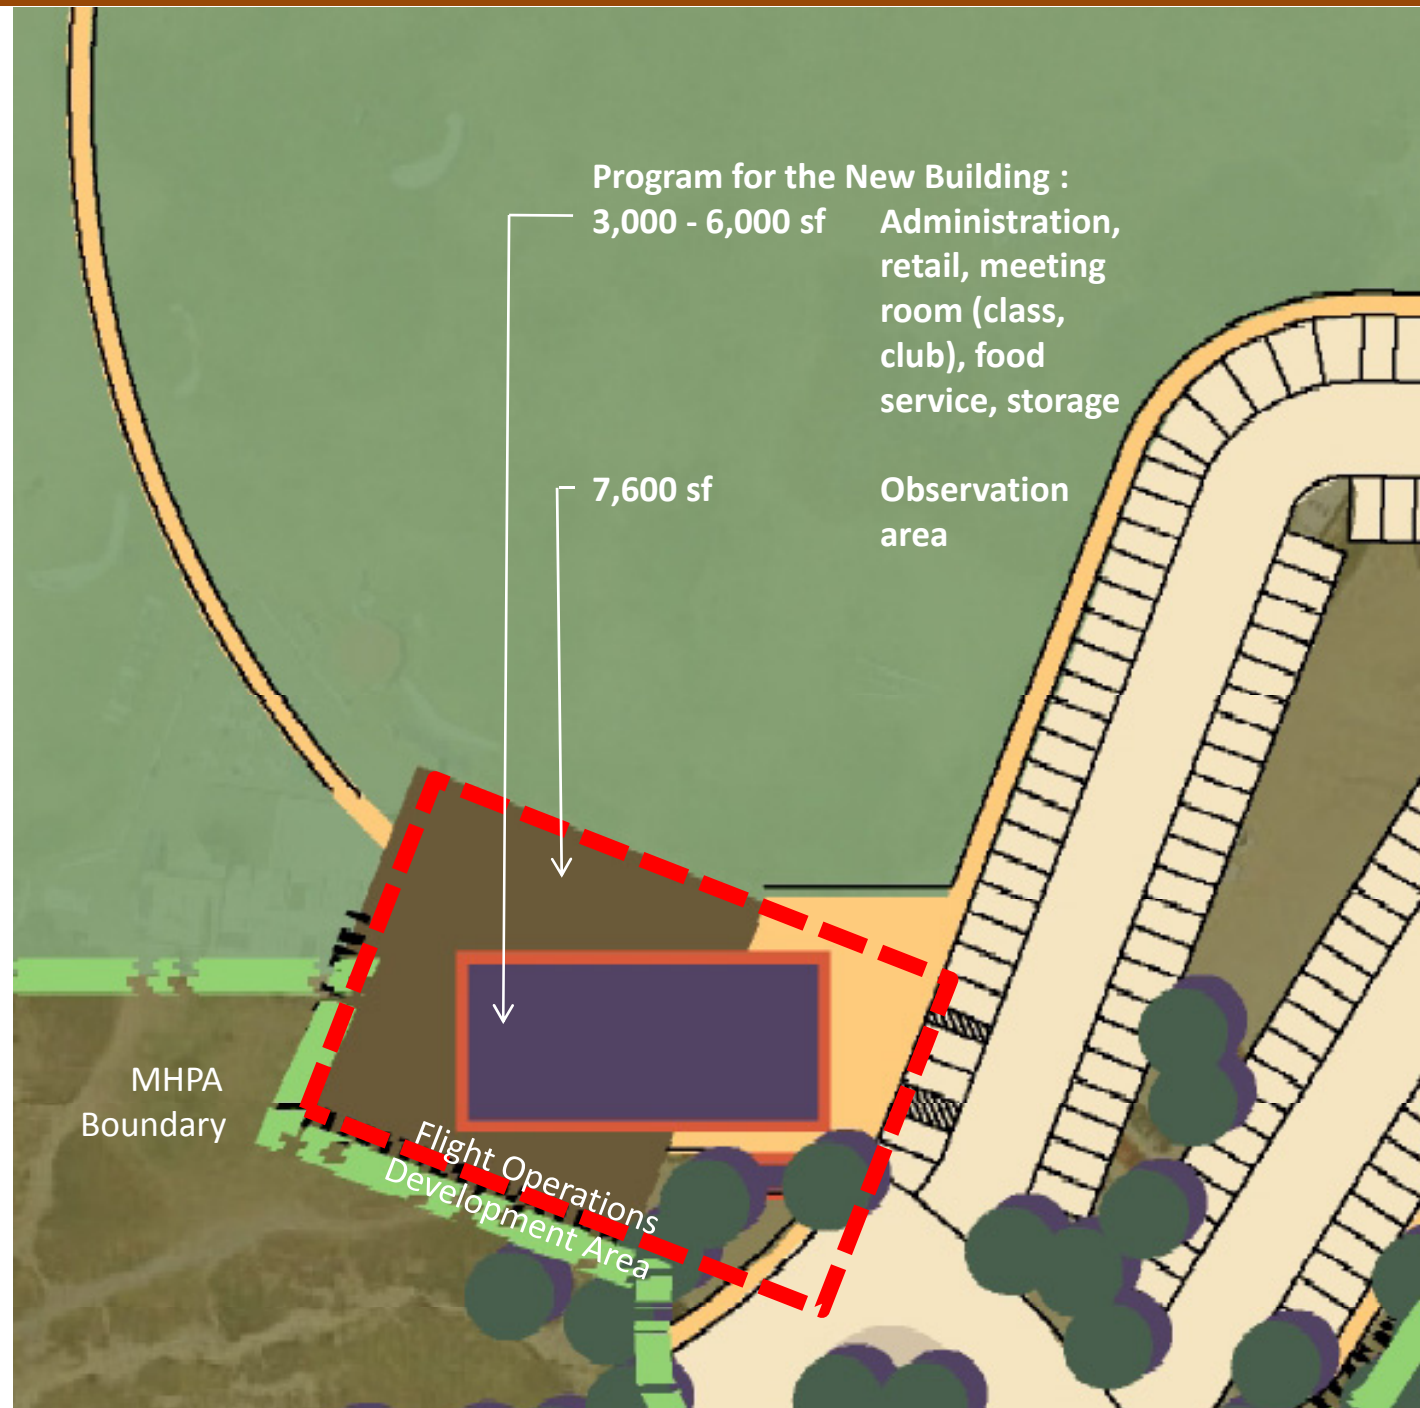 Program for the New Building :
3,000 - 6,000 sf Administration,
retail, meeting
room (class,
club), food
service, storage
7,600 sf Observation
area
MHPA
Boundary
Flight Operations
Development Area